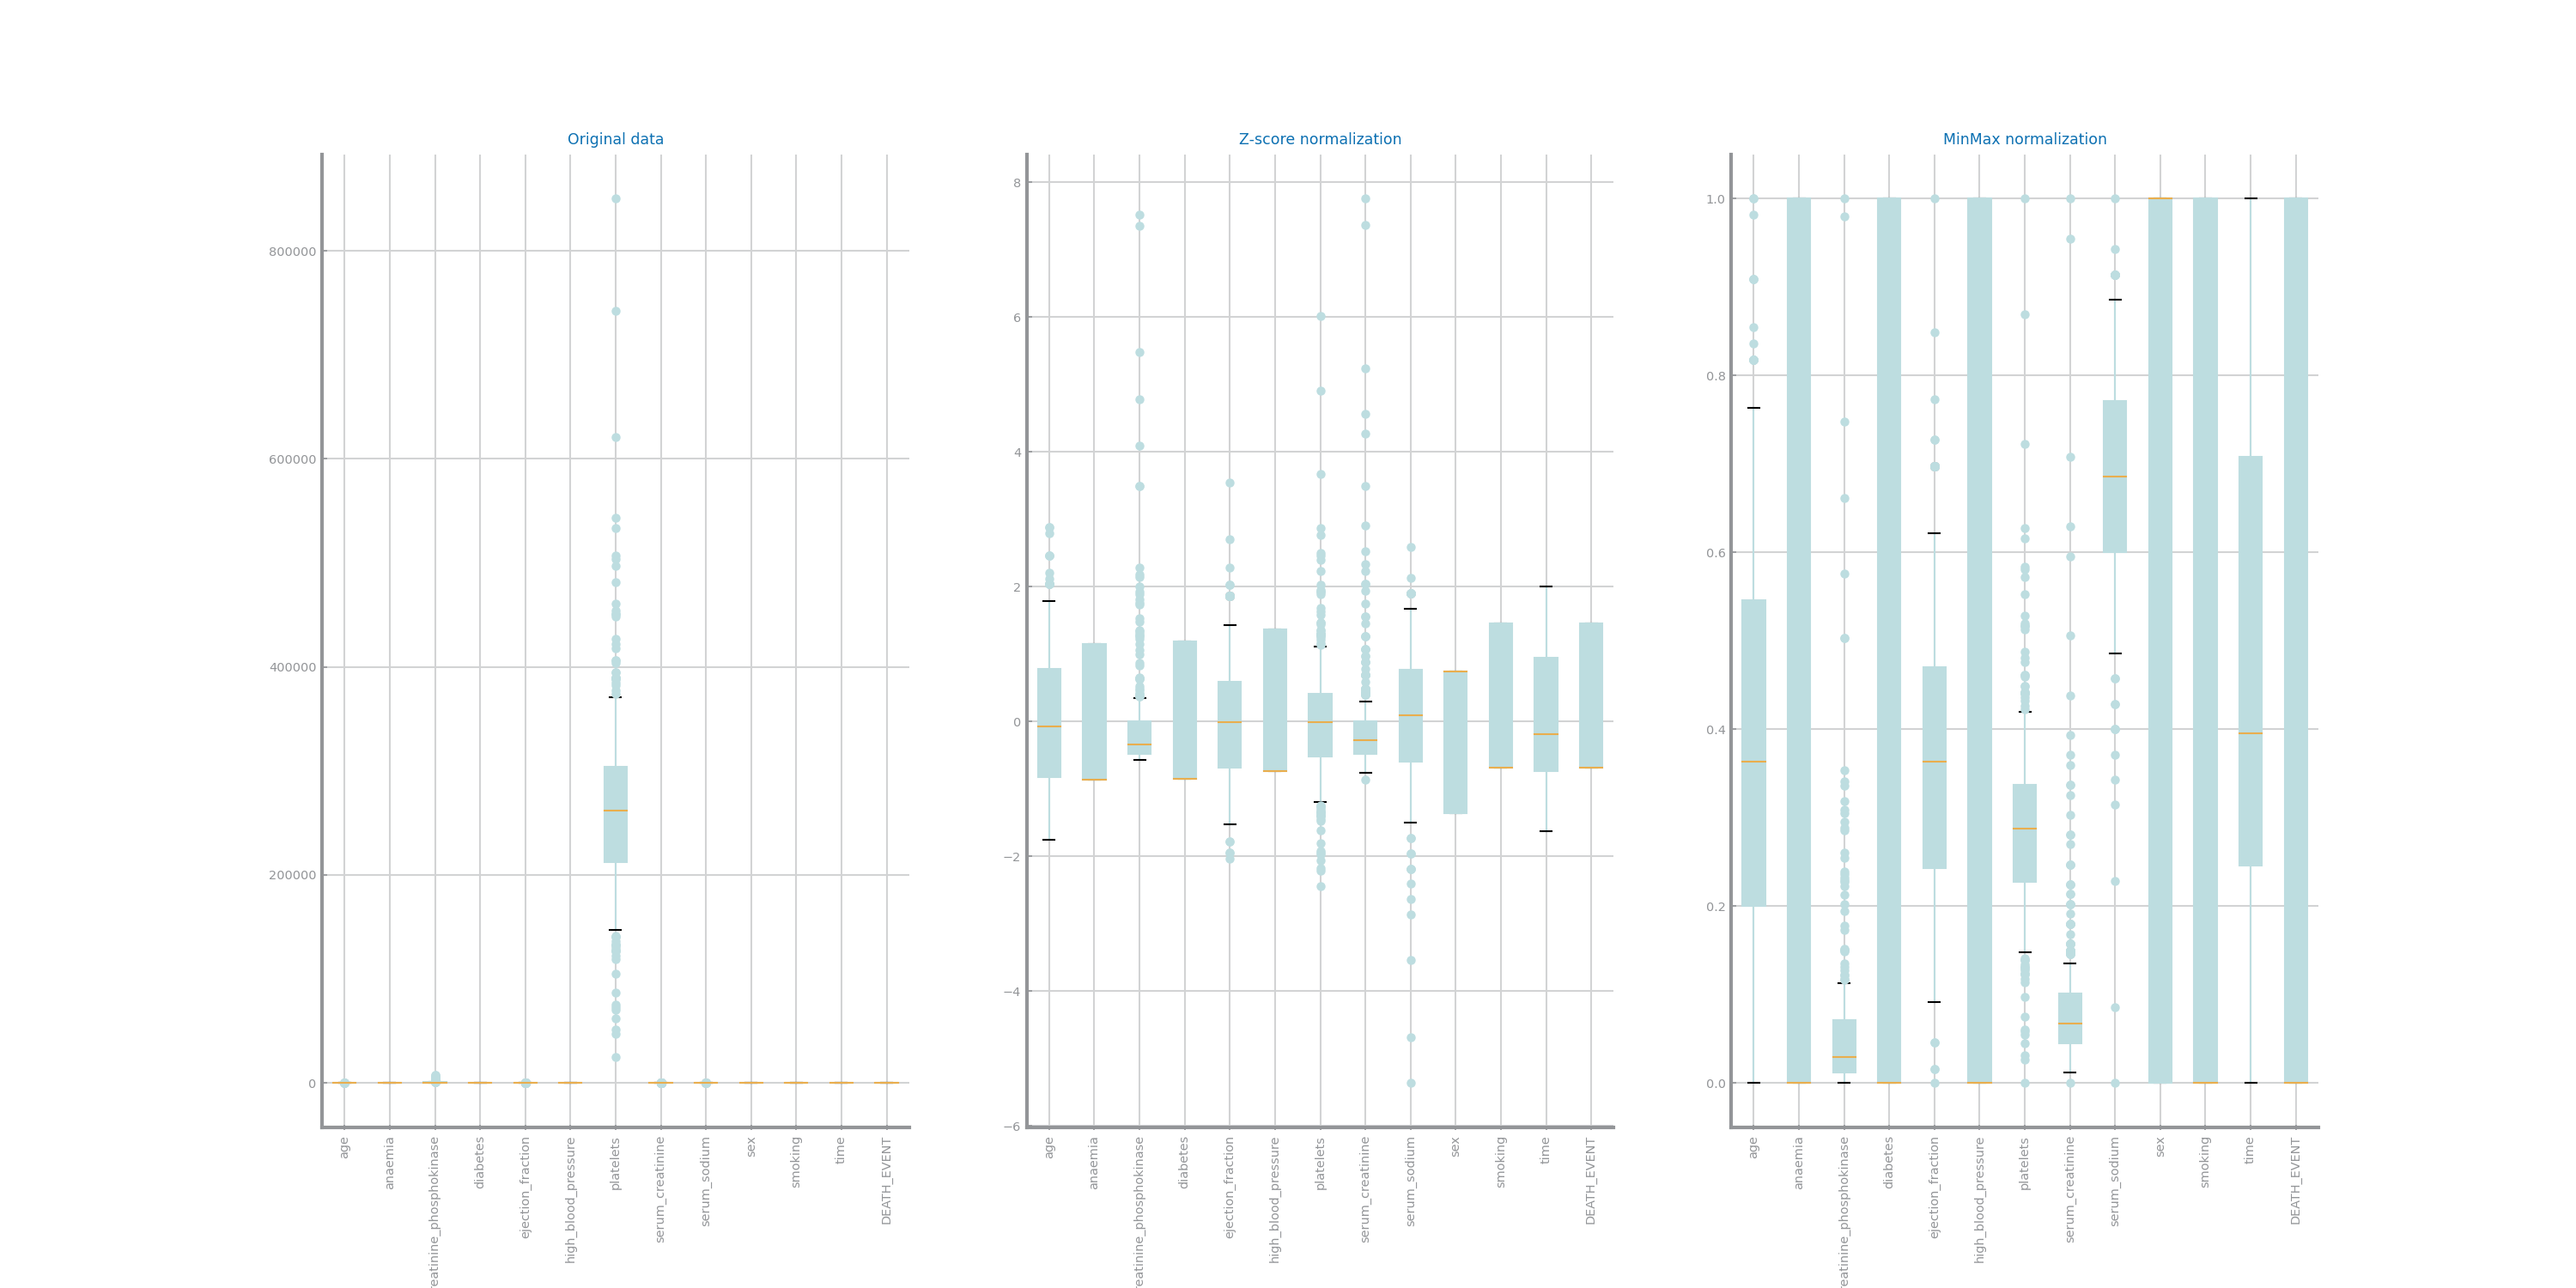 Original data
800000
600000
400000
200000
0
age
anaemia
reatinine_phosphokinase
diabetes
ejection_fraction
high_blood_pressure
platelets
serum_creatinine
serum_sodium
sex
smoking
time
DEATH_EVENT
Z-score normalization
8
6
4
2
0
−2
−4
−6
age
anaemia
reatinine_phosphokinase
diabetes
ejection_fraction
high_blood_pressure
platelets
serum_creatinine
serum_sodium
sex
smoking
time
DEATH_EVENT
MinMax normalization
1.0
0.8
0.6
0.4
0.2
0.0
age
anaemia
reatinine_phosphokinase
diabetes
ejection_fraction
high_blood_pressure
platelets
serum_creatinine
serum_sodium
sex
smoking
time
DEATH_EVENT